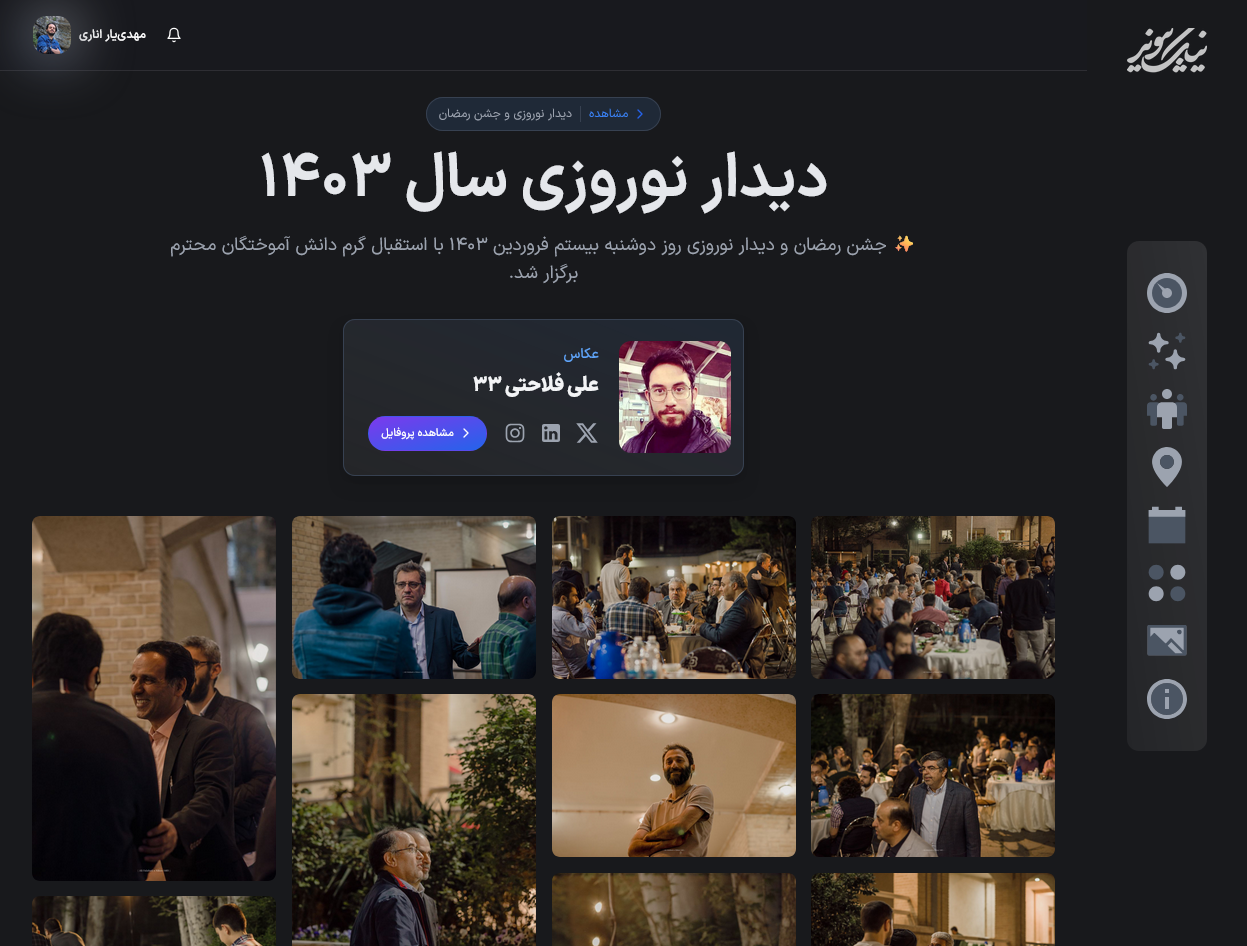 نیک‌سونیر
مهدی‌یار اناری
دیدار نوروزی و جشن رمضان
مشاهده
دیدار نوروزی سال ۱۴۰۳
✨ جشن رمضان و دیدار نوروزی روز دوشنبه بیستم فروردین ۱۴۰۳ با استقبال گرم دانش آموختگان محترم
برگزار شد.
عکاس
علی فلاحتی ۳۳
مشاهده پروفایل